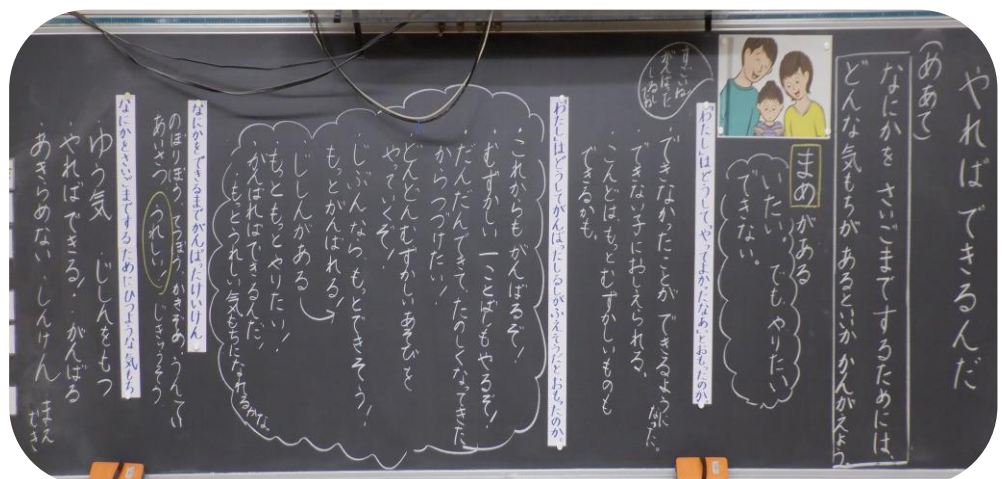 やればできるんだ
（めあて）
なにかを さいごまでするためには、
どんな気もちが あるといいか かんがえよう
まめがある
いたい でも、やりたい
できない。
すごいね
がんばった
しるし
「わたし」はどうして、やってよかったなあとおもったのか。
できなかったことが できるようになった。
・できない子におしえられる。
・こんどはもっとむずかしいものも
できるかも。
「わたし」はどうしてがんばったしるしがふえそうだとおもったのか。
・これからもがんばるぞ！
・むずかしい ことばもやるぞ！
・だんだんできて、たのしくなってきた
からつづけたい！
・どんどんむずかしいあそびを
やっていくぞ！
・じぶんなら、もっとできそう！
もっとがんばれる！
・じしんがある
・もっともっとやりたい！
・がんばればできるんだ。
・もっとうれしい気もちになれるかな
なにかをできるまでがんばったけいけん
のぼりぼう てつぼう かきぞめ うんてい
あいさつ うれしい！ じきゅうそう
なにかをさいごまでするためにひつような気もち
ゆう気 ・じしんをもつ
やればできる！・がんばる
・あきらめない ・しんけん まえむき